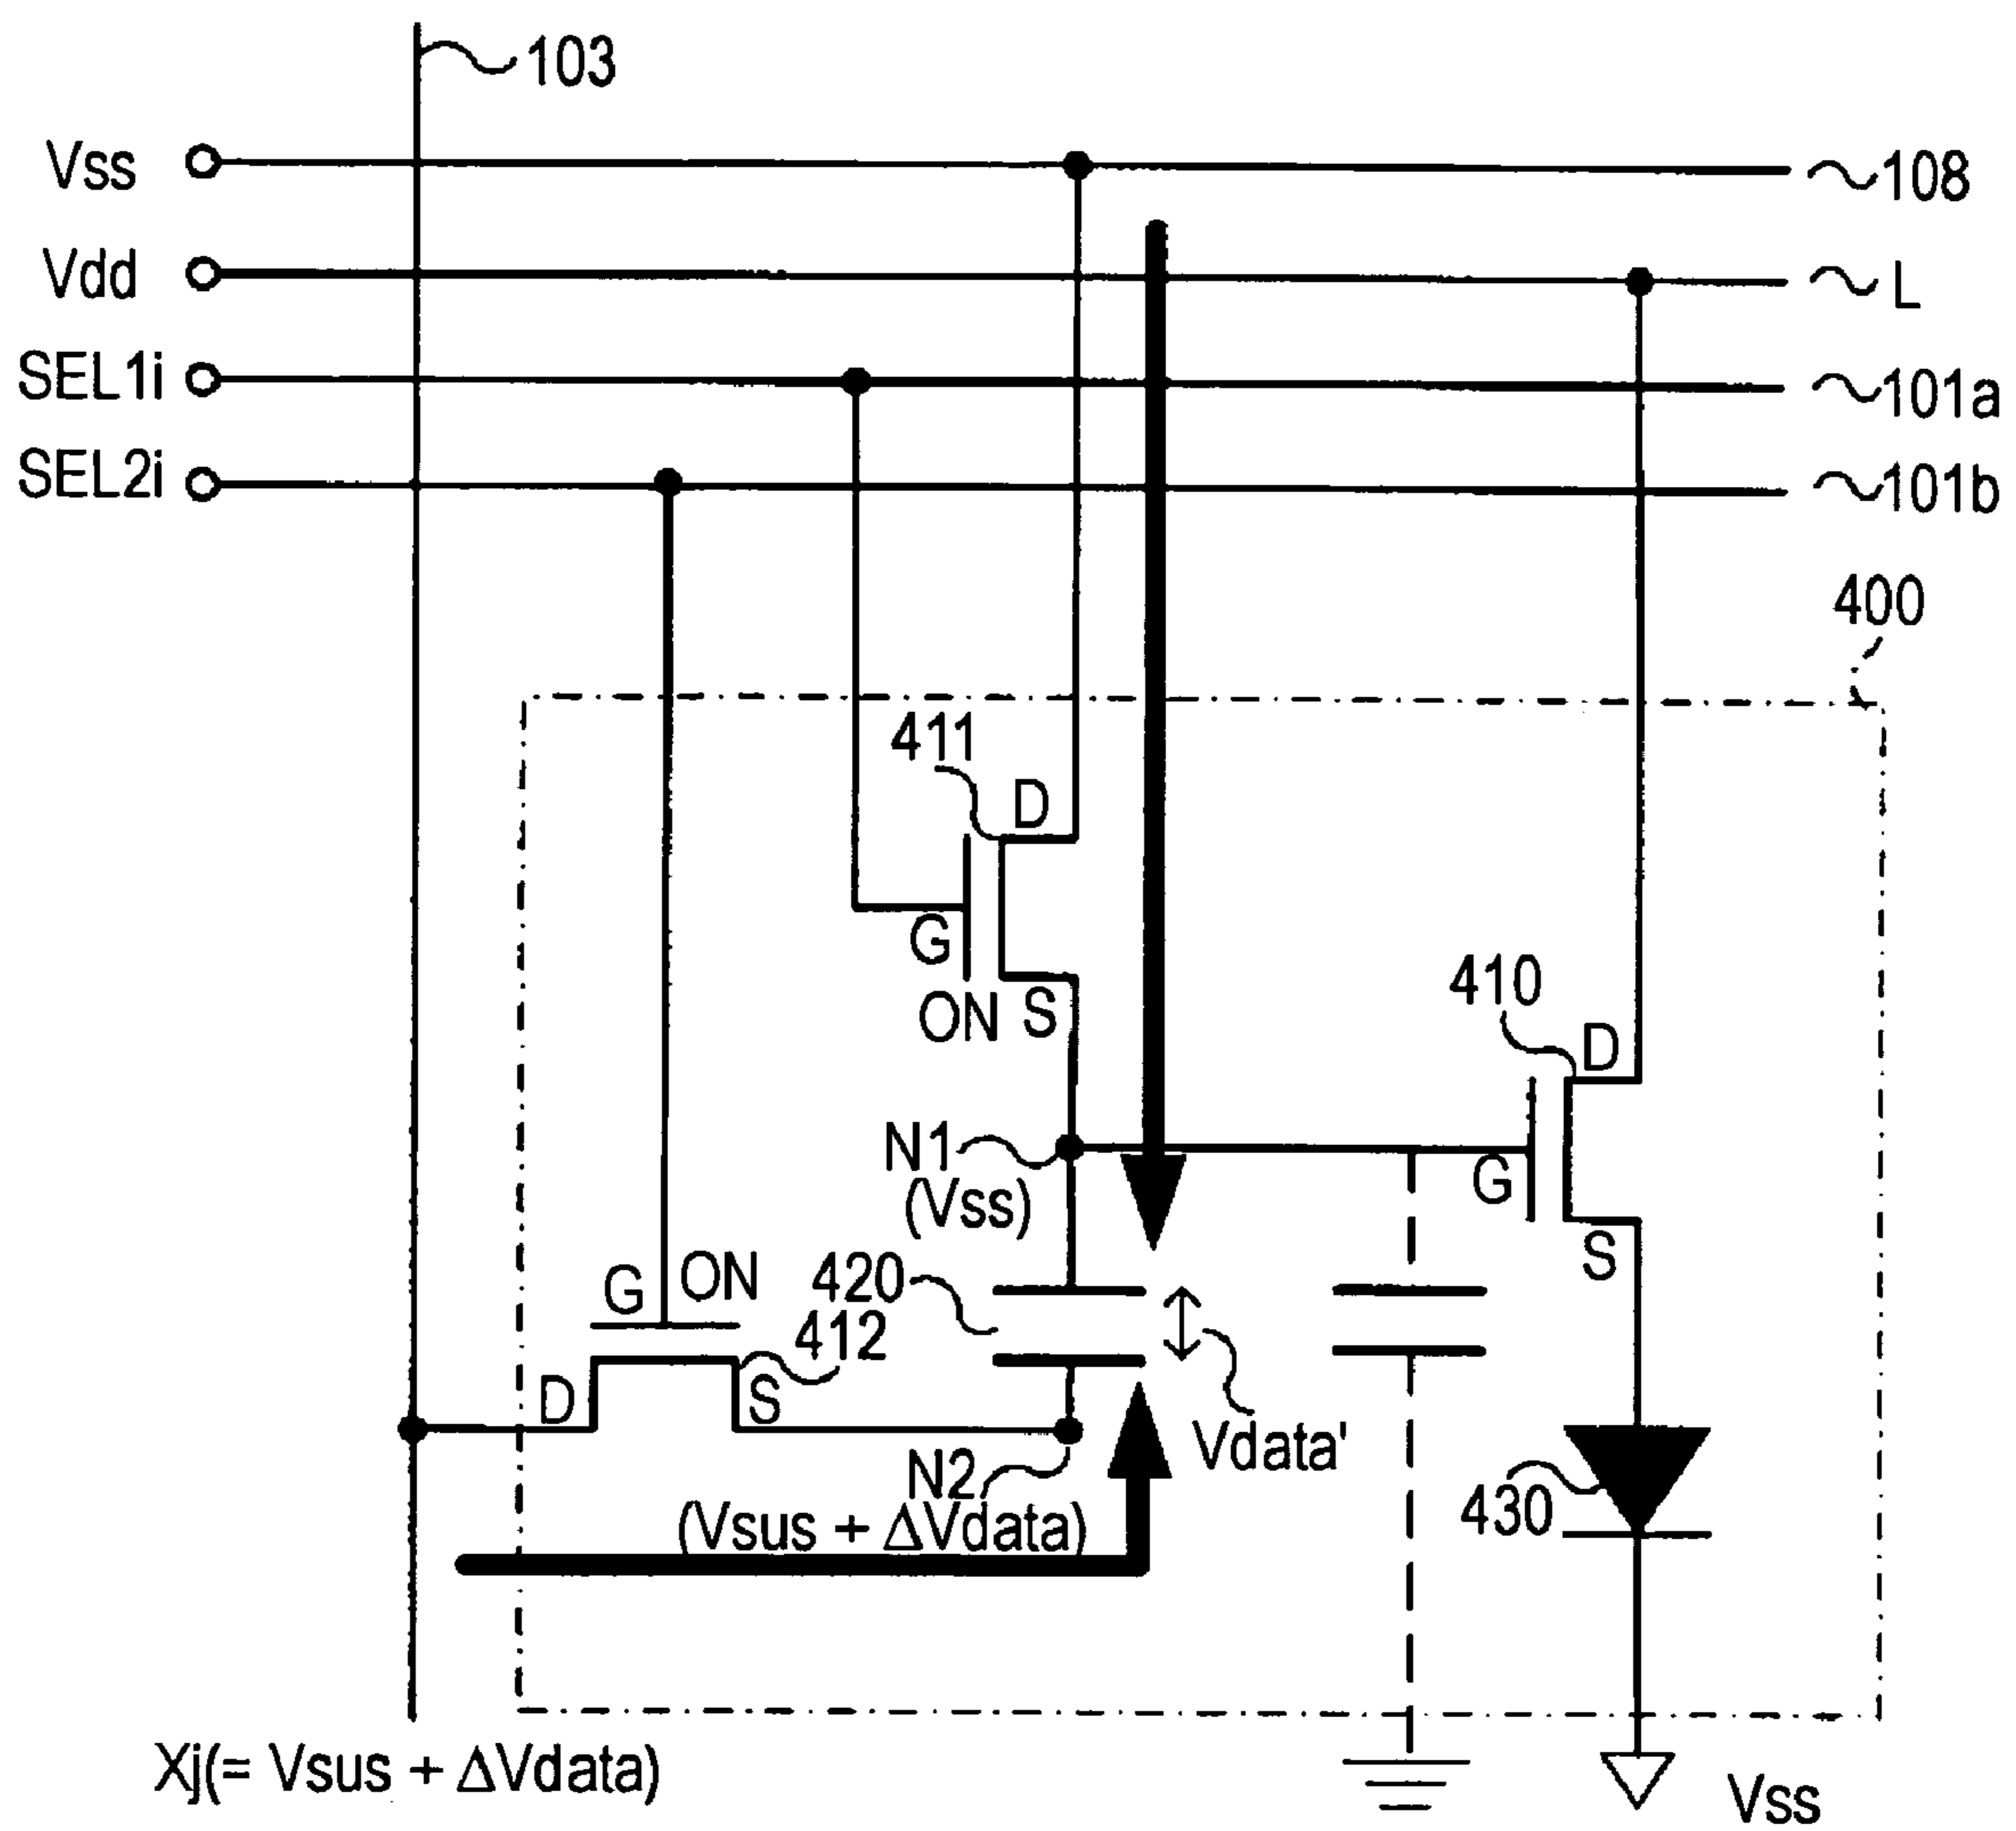 103
Vss
108
Vdd
L
SEL1i
101a
SEL2i
101b
400
411
D
G
ON
S
410
D
N1
(Vss)
G
S
420
G
ON
412
D
S
Vdata'
N2
(Vsus + ΔVdata)
430
Xj(= Vsus + ΔVdata)
Vss